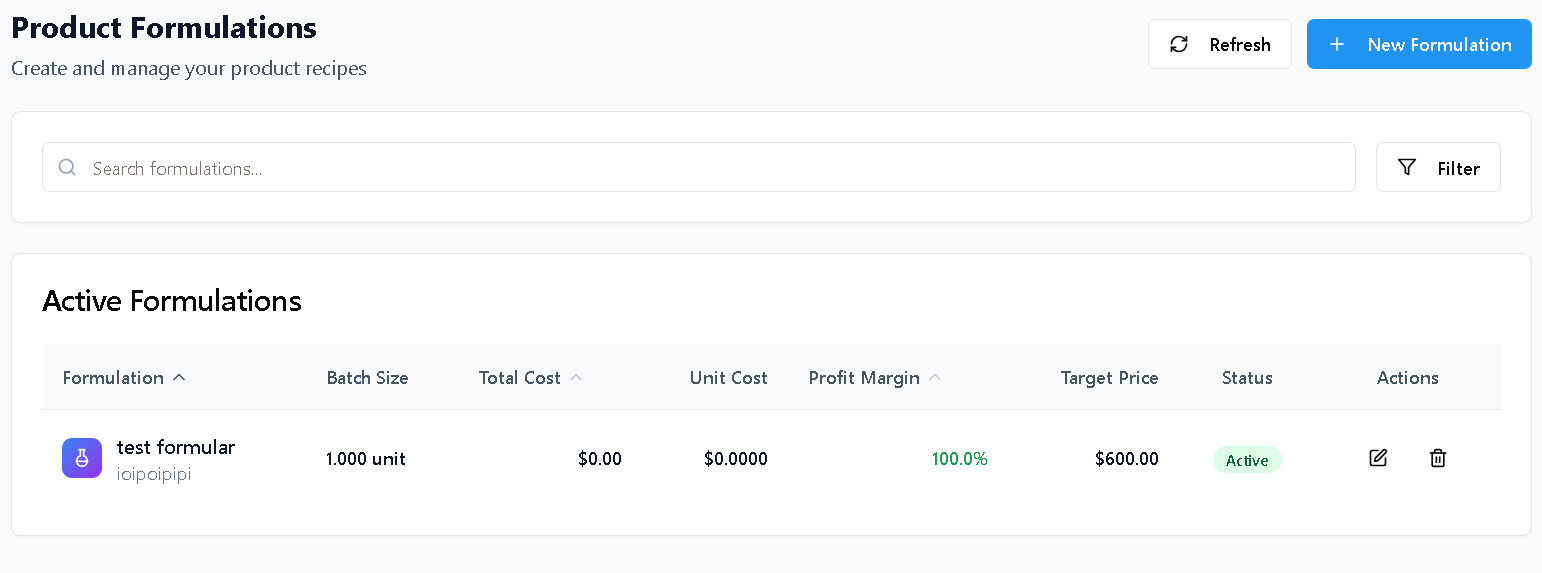 Product Formulations
Create and manage your product recipes
Refresh
New Formulation
Search formulations...
Filter
Active Formulations
Formulation Batch Size Total Cost Unit Cost Profit Margin Target Price Status Actions
test formular
ioipoipipi
1.000 unit $0.00 $0.0000 100.0% $600.00 Active